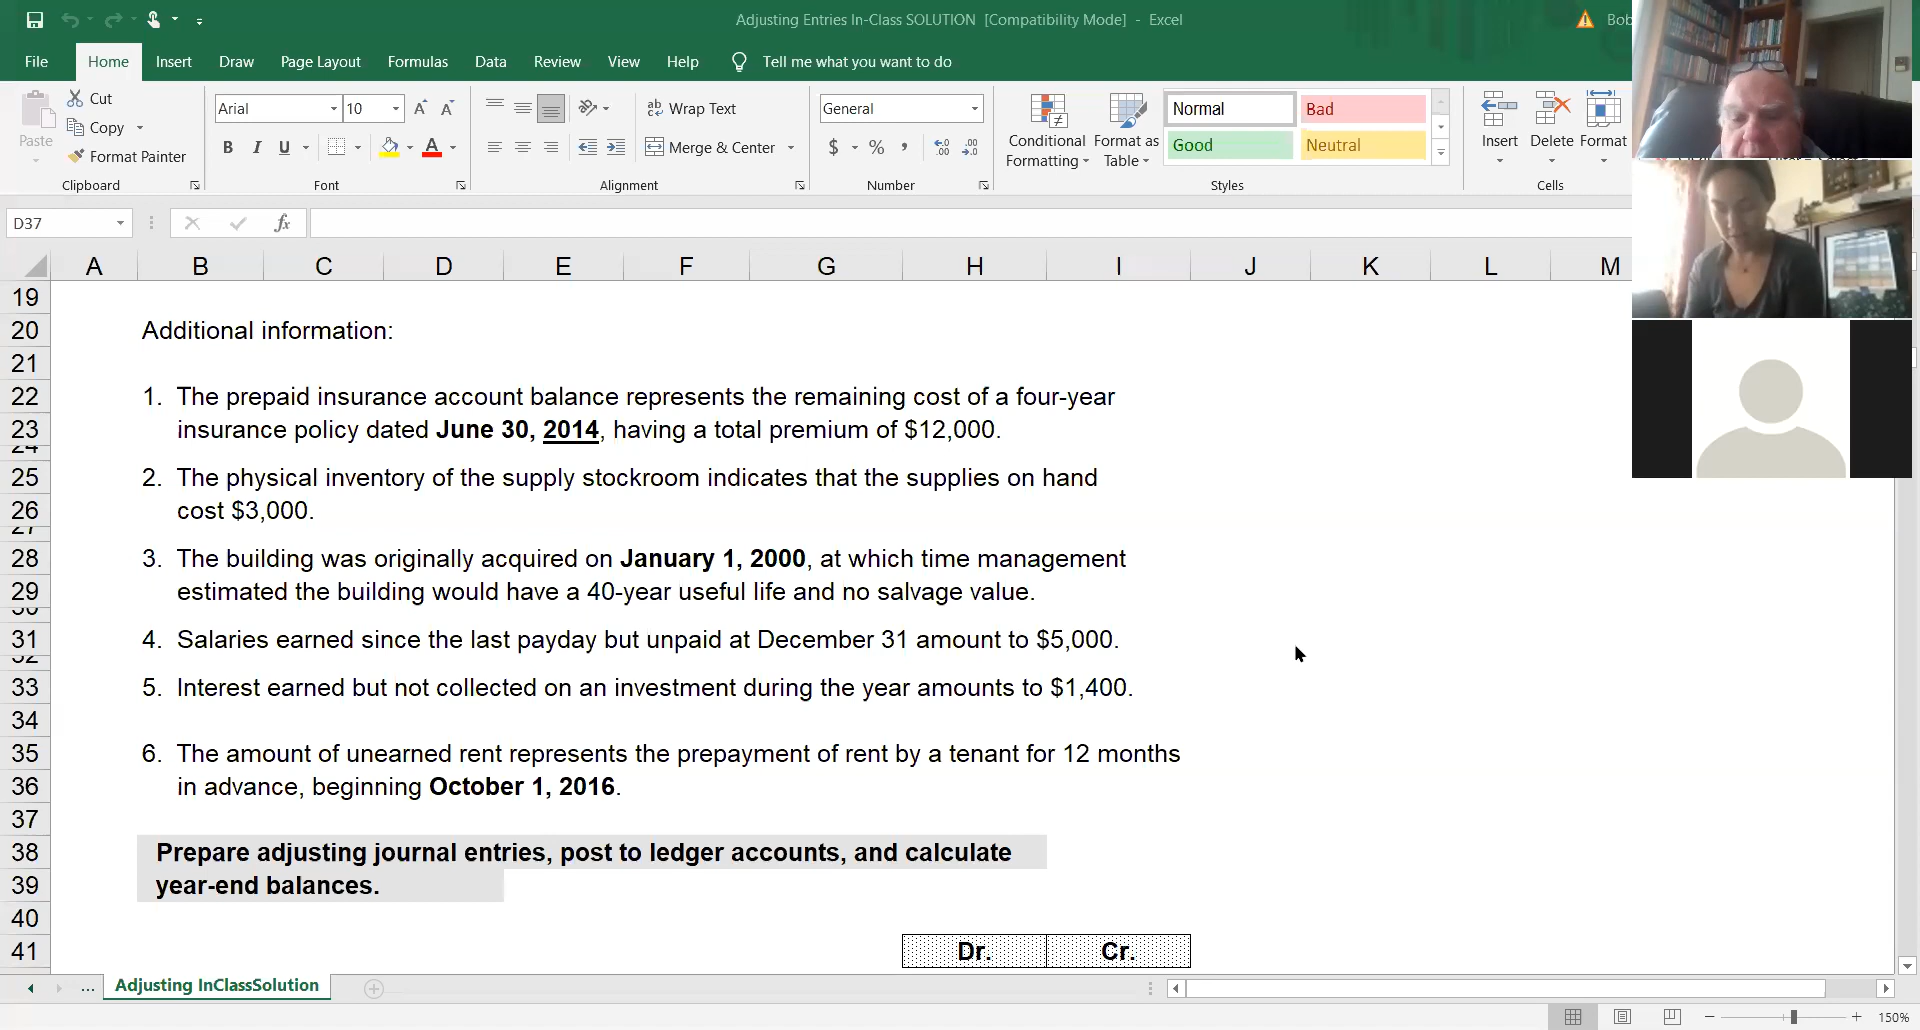 Adjusting Entries In-Class SOLUTION [Compatibility Mode] - Excel
Bob
File Home Insert Draw Page Layout Formulas Data Review View Help Tell me what you want to do
Paste
Cut
Copy
Format Painter
Clipboard
Arial 10
B I U
Font
Wrap Text
Merge & Center
Alignment
General
$ % ,
Number
Conditional Formatting
Format as Table
Normal Bad
Good Neutral
Styles
Insert Delete Format
Cells
D37
fx
A B C D E F G H I J K L M
19
20 Additional information:
21
22 1. The prepaid insurance account balance represents the remaining cost of a four-year
23 insurance policy dated June 30, 2014, having a total premium of $12,000.
24
25 2. The physical inventory of the supply stockroom indicates that the supplies on hand
26 cost $3,000.
27
28 3. The building was originally acquired on January 1, 2000, at which time management
29 estimated the building would have a 40-year useful life and no salvage value.
30
31 4. Salaries earned since the last payday but unpaid at December 31 amount to $5,000.
32
33 5. Interest earned but not collected on an investment during the year amounts to $1,400.
34
35 6. The amount of unearned rent represents the prepayment of rent by a tenant for 12 months
36 in advance, beginning October 1, 2016.
37
38 Prepare adjusting journal entries, post to ledger accounts, and calculate
39 year-end balances.
40
41 Dr. Cr.
... Adjusting InClassSolution
150%